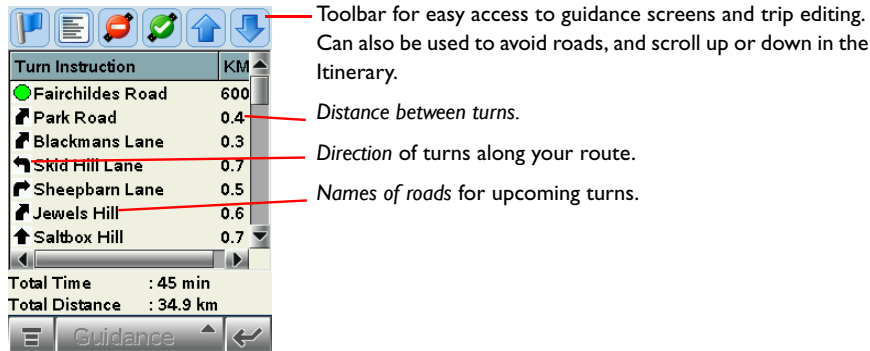 Toolbar for easy access to guidance screens and trip editing.
Can also be used to avoid roads, and scroll up or down in the
Itinerary.
Turn Instruction KM
Fairchildes Road 600
Park Road 0.4
Blackmans Lane 0.3
Skid Hill Lane 0.7
Sheepbarn Lane 0.5
Jewels Hill 0.6
Saltbox Hill 0.7
Distance between turns.
Direction of turns along your route.
Names of roads for upcoming turns.
Total Time : 45 min
Total Distance : 34.9 km
Guidance